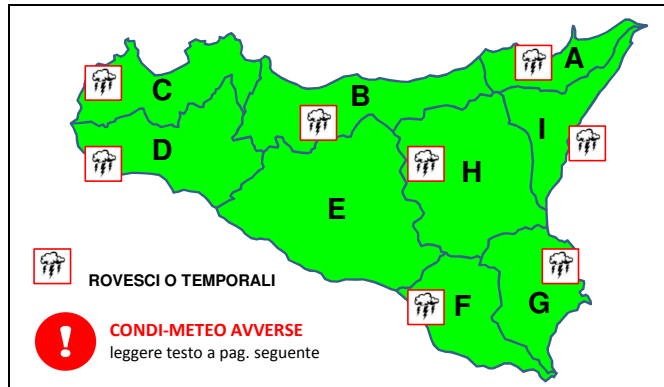 A
C
B
I
D
H
E
F
G
ROVESCI O TEMPORALI
CONDI-METEO AVVERSE
leggere testo a pag. seguente